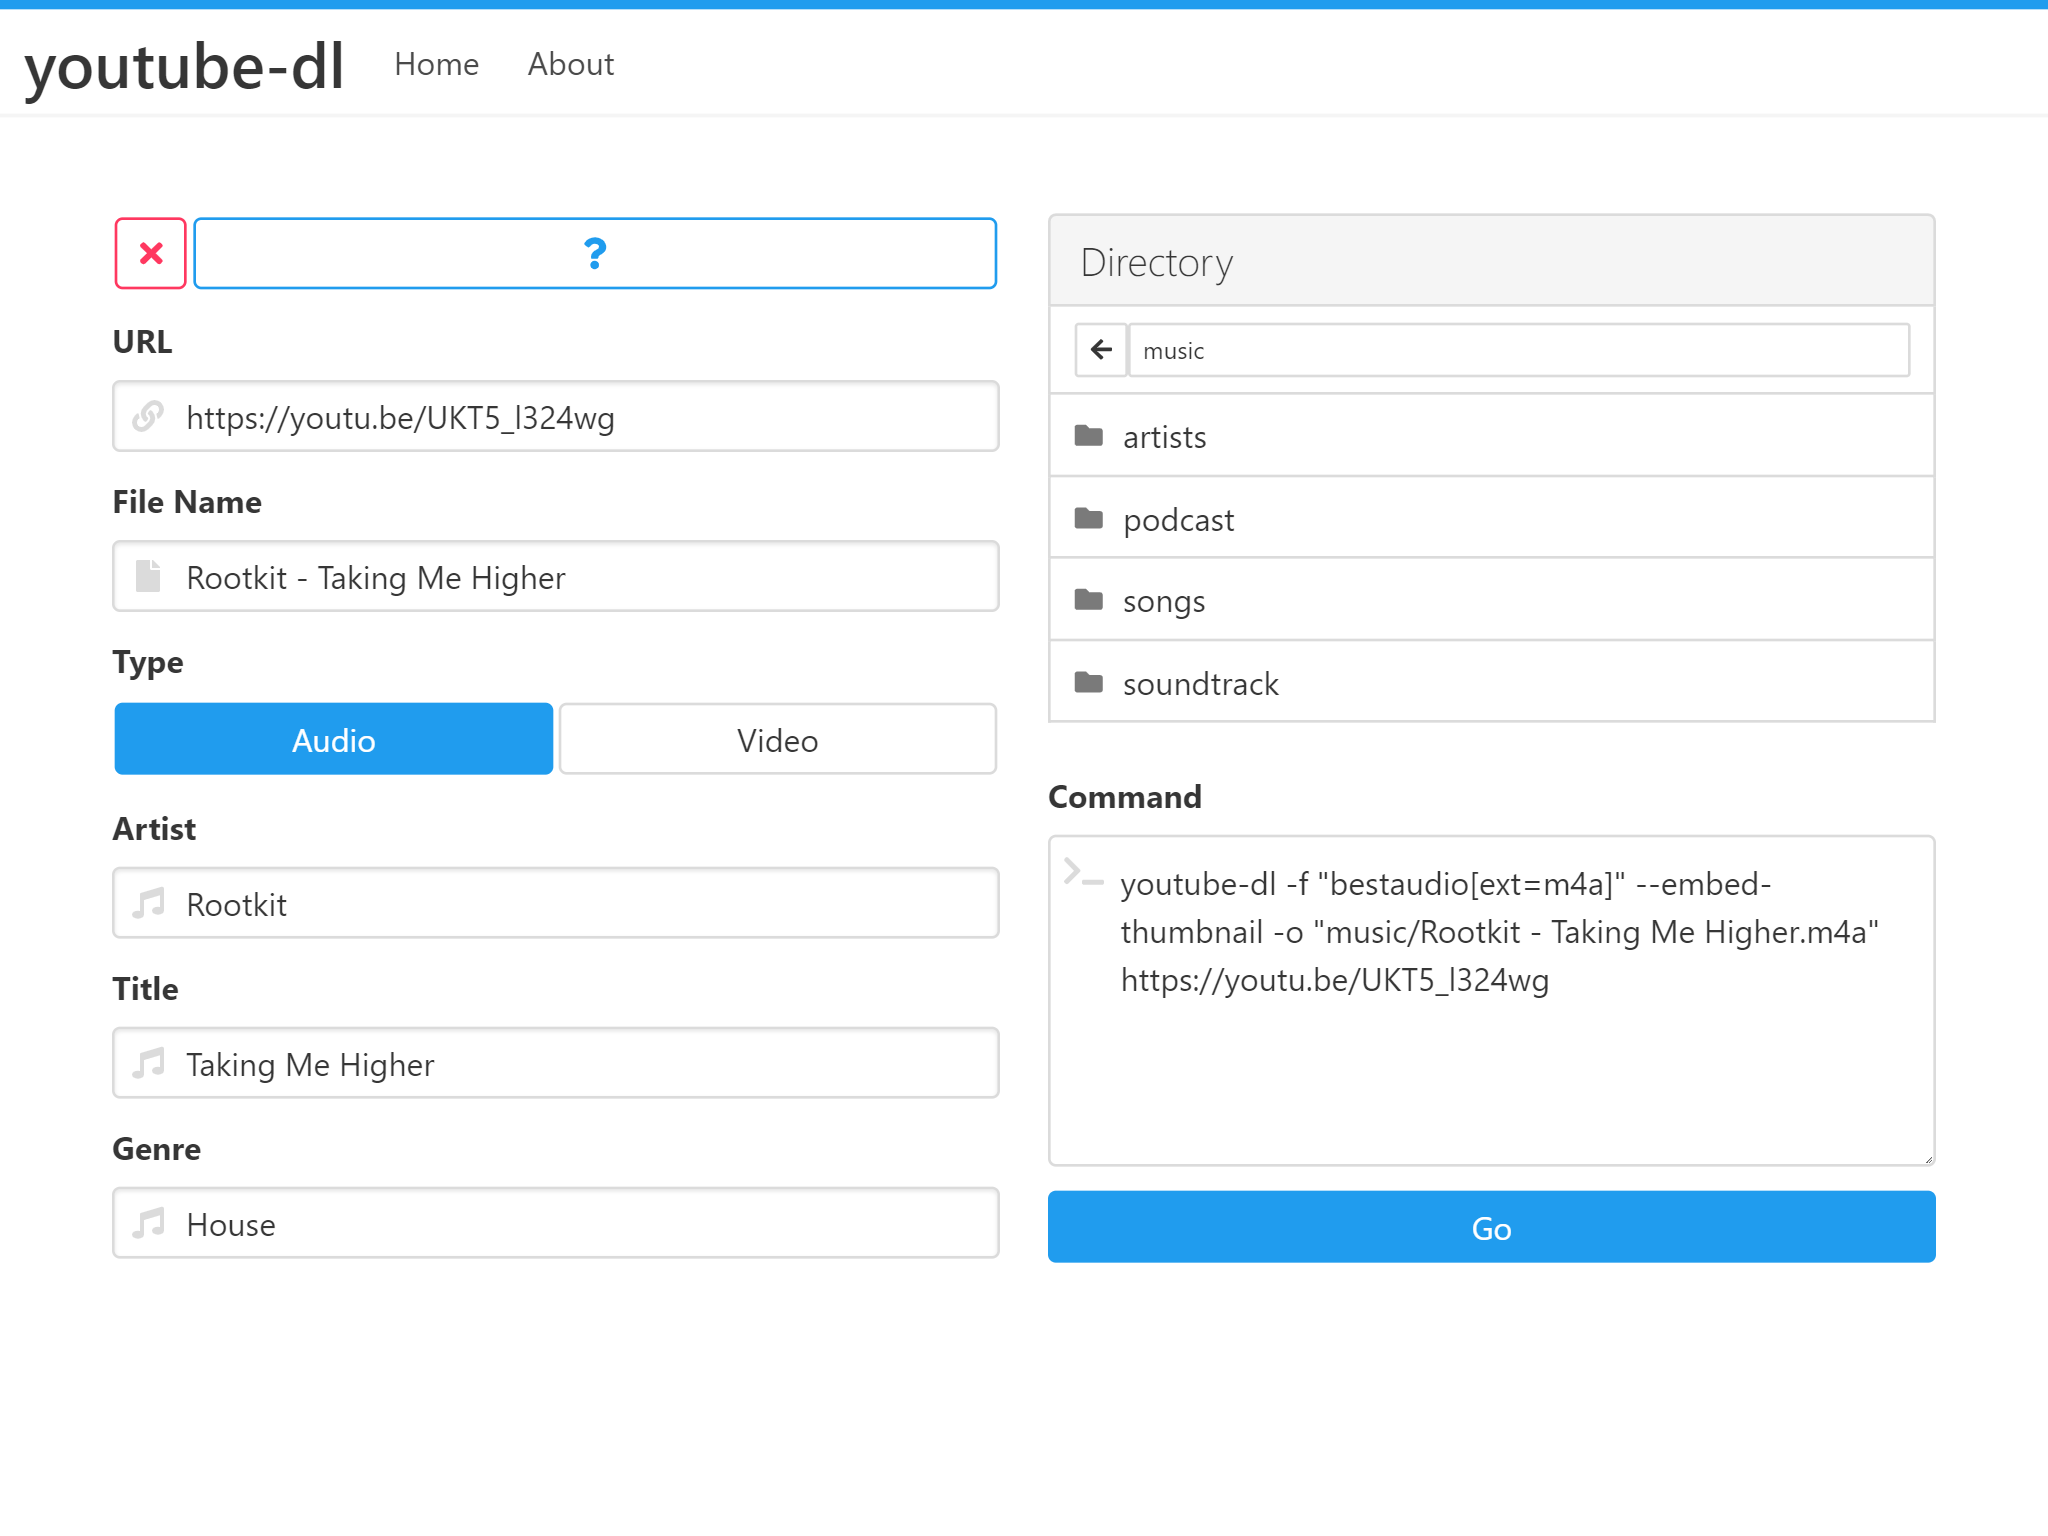 youtube-dl
Home
About
?
URL
https://youtu.be/UKT5_l324wg
File Name
Rootkit - Taking Me Higher
Type
Audio
Video
Artist
Rootkit
Title
Taking Me Higher
Genre
House
Directory
music
artists
podcast
songs
soundtrack
Command
youtube-dl -f "bestaudio[ext=m4a]" --embed-
thumbnail -o "music/Rootkit - Taking Me Higher.m4a"
https://youtu.be/UKT5_l324wg
Go